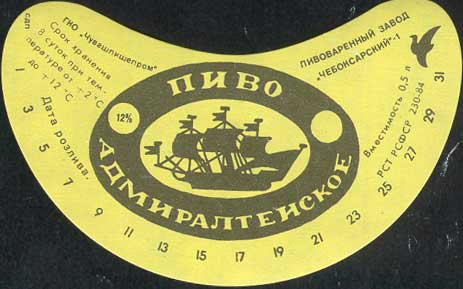 ГИО "Чувашпищепром"
Срок хранения
8 суток при тем-
пературе от +2°С
до +12°С
Дата розлива.
ПИВО
12%
АДМИРАЛТЕЙСКОЕ
ПИВОВАРЕННЫЙ ЗАВОД
„ЧЕБОКСАРСКИЙ"-1
Вместимость 0,5 л
РСТ РСФСР 230-84
1 3 5 7 9 11 13 15 17 19 21 23 25 27 29 31